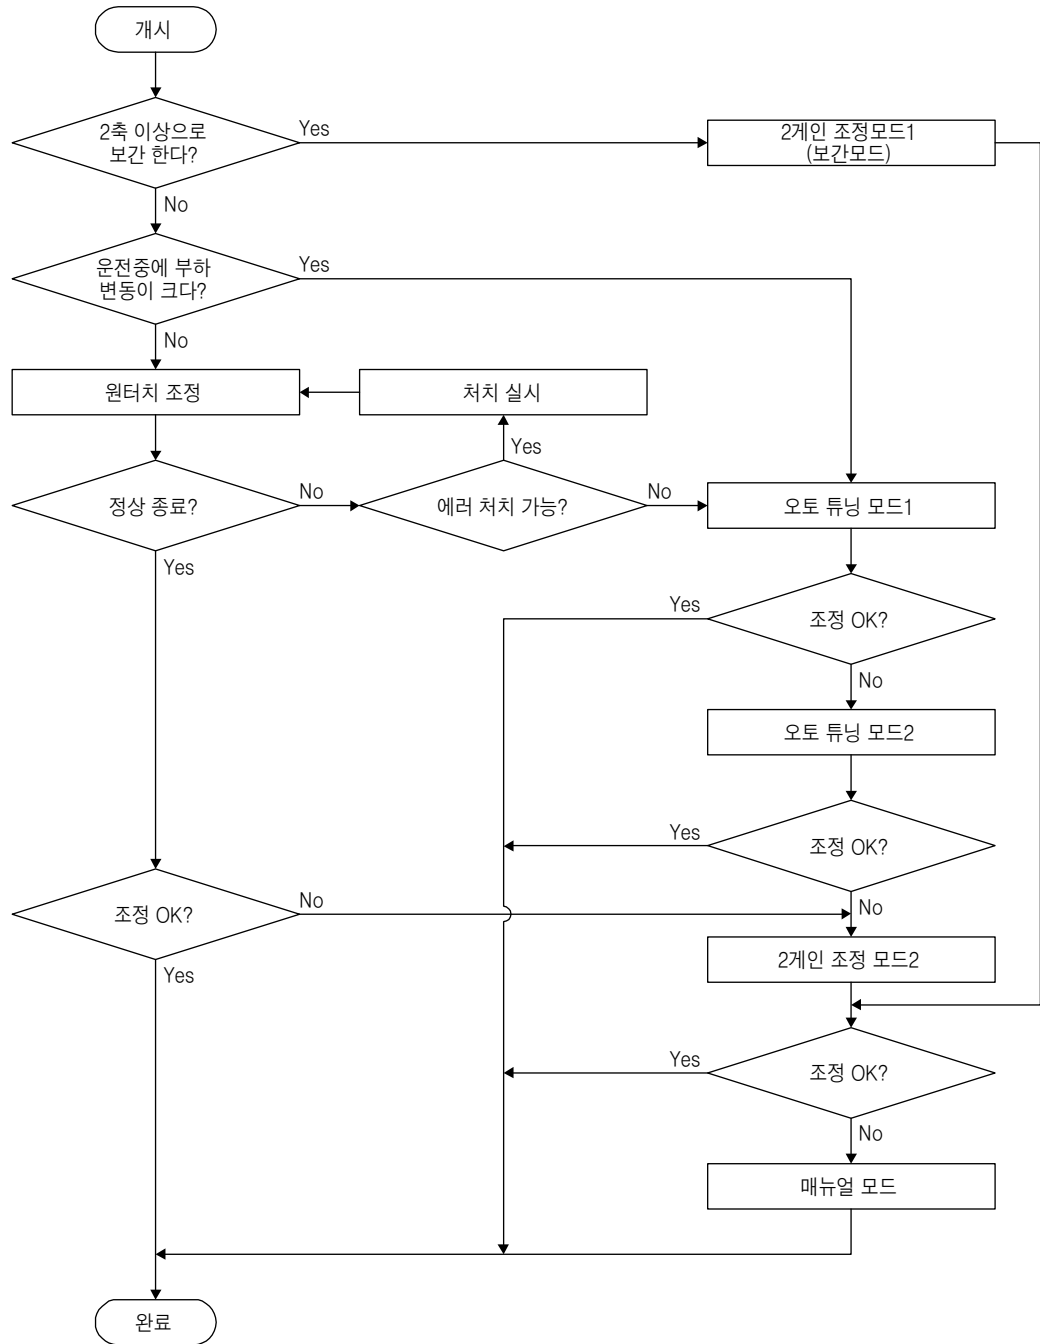 개시
2축 이상으로
보간 한다?
Yes
2게인 조정모드1
(보간모드)
No
운전중에 부하
변동이 크다?
Yes
No
원터치 조정
처치 실시
Yes
정상 종료?
No
에러 처치 가능?
No
오토 튜닝 모드1
Yes
Yes
조정 OK?
No
오토 튜닝 모드2
Yes
조정 OK?
No
조정 OK?
No
Yes
2게인 조정 모드2
Yes
조정 OK?
No
매뉴얼 모드
완료